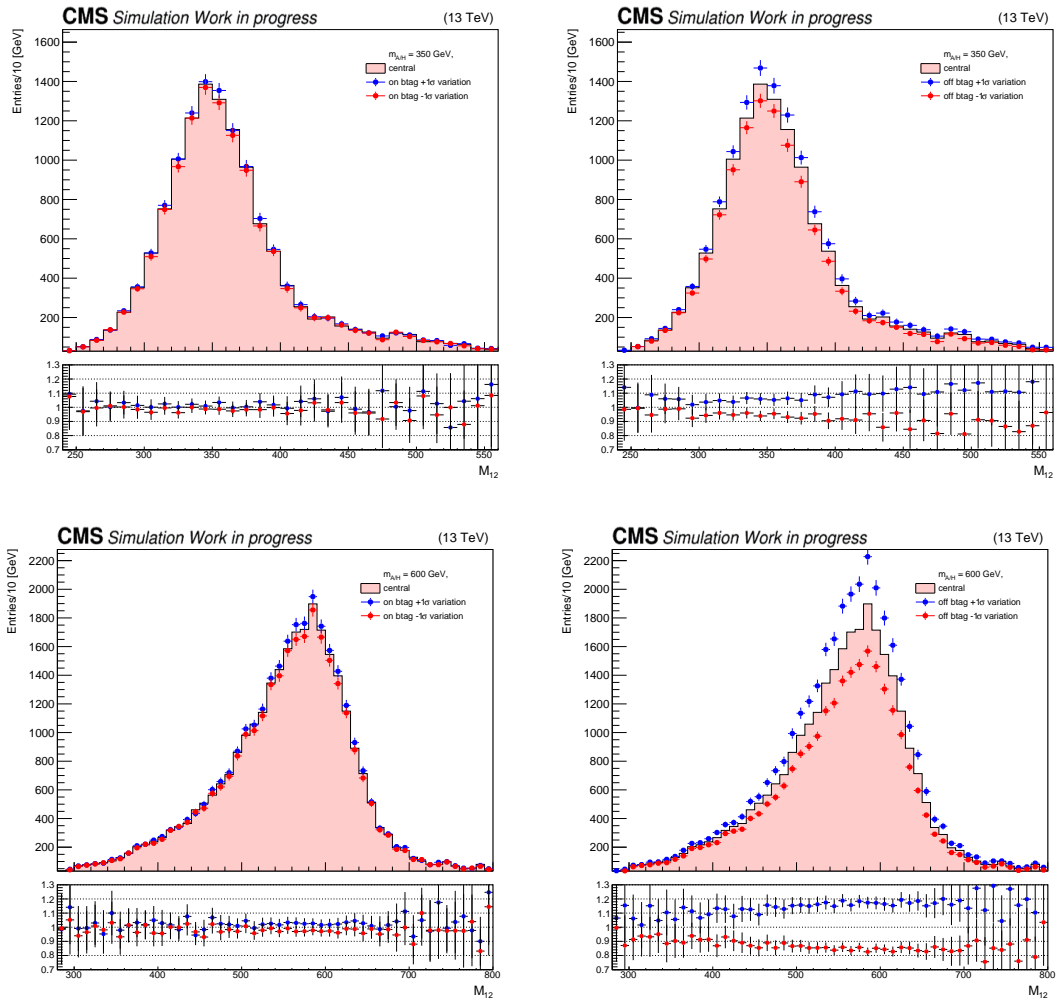 CMS Simulation Work in progress (13 TeV)
Entries/10 [GeV]
m_A/H = 350 GeV,
central
on btag +1σ variation
on btag -1σ variation
1600
1400
1200
1000
800
600
400
200
1.3
1.2
1.1
1
0.9
0.8
0.7
250 300 350 400 450 500 550
M_12
CMS Simulation Work in progress (13 TeV)
Entries/10 [GeV]
m_A/H = 350 GeV,
central
off btag +1σ variation
off btag -1σ variation
1600
1400
1200
1000
800
600
400
200
1.3
1.2
1.1
1
0.9
0.8
0.7
250 300 350 400 450 500 550
M_12
CMS Simulation Work in progress (13 TeV)
Entries/10 [GeV]
m_A/H = 600 GeV,
central
on btag +1σ variation
on btag -1σ variation
2200
2000
1800
1600
1400
1200
1000
800
600
400
200
1.3
1.2
1.1
1
0.9
0.8
0.7
300 400 500 600 700 800
M_12
CMS Simulation Work in progress (13 TeV)
Entries/10 [GeV]
m_A/H = 600 GeV,
central
off btag +1σ variation
off btag -1σ variation
2200
2000
1800
1600
1400
1200
1000
800
600
400
200
1.3
1.2
1.1
1
0.9
0.8
0.7
300 400 500 600 700 800
M_12